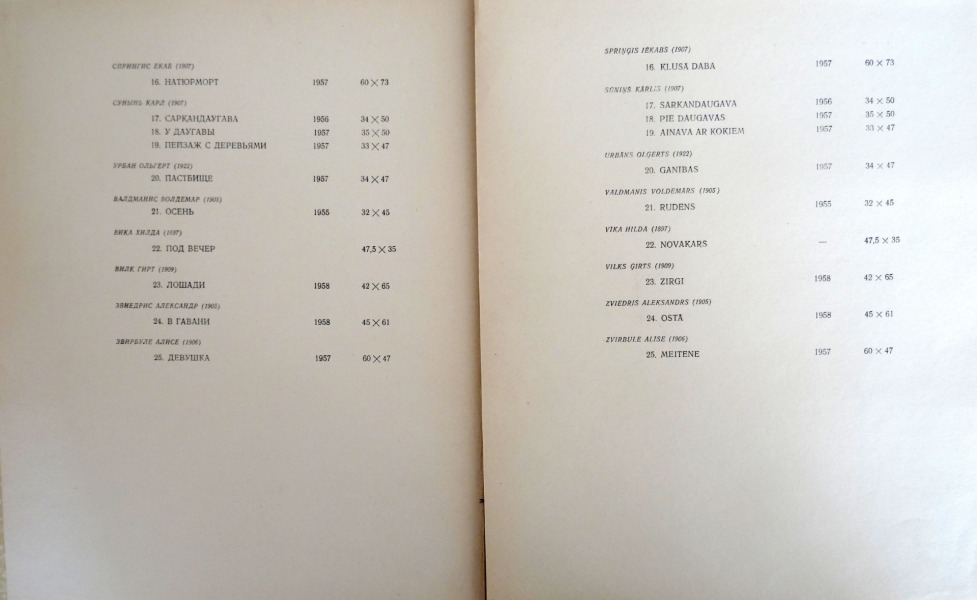 СПРИНГИС ЕКАБ (1907)
16. НАТЮРМОРТ 1957 60 × 73
СУНЫНЬ КАРЛ (1907)
17. САРКАНДАУГАВА 1956 34 × 50
18. У ДАУГАВЫ 1957 35 × 50
19. ПЕЙЗАЖ С ДЕРЕВЬЯМИ 1957 33 × 47
УРБАН ОЛЬГЕРТ (1922)
20. ПАСТБИЩЕ 1957 34 × 47
ВАЛДМАНИС ВОЛДЕМАР (1905)
21. ОСЕНЬ 1955 32 × 45
ВИКА ХИЛДА (1897)
22. ПОД ВЕЧЕР 47,5 × 35
ВИЛК ГИРТ (1909)
23. ЛОШАДИ 1958 42 × 65
ЗВИЕДРИС АЛЕКСАНДР (1905)
24. В ГАВАНИ 1958 45 × 61
ЗВИРБУЛЕ АЛИСЕ (1906)
25. ДЕВУШКА 1957 60 × 47
SPRIŅĢIS IĒKABS (1907)
16. KLUSĀ DABA 1957 60 × 73
SŪNIŅŠ KĀRLIS (1907)
17. SARKANDAUGAVA 1956 34 × 50
18. PIE DAUGAVAS 1957 35 × 50
19. AINAVA AR KOKIEM 1957 33 × 47
URBĀNS OĻĢERTS (1922)
20. GANĪBAS 1957 34 × 47
VALDMANIS VOLDEMĀRS (1905)
21. RUDENS 1955 32 × 45
VĪKA HILDA (1897)
22. NOVAKARS — 47,5 × 35
VILKS ĢIRTS (1909)
23. ZIRGI 1958 42 × 65
ZVIEDRIS ALEKSANDRS (1905)
24. OSTĀ 1958 45 × 61
ZVIRBULE ALISE (1906)
25. MEITENE 1957 60 × 47